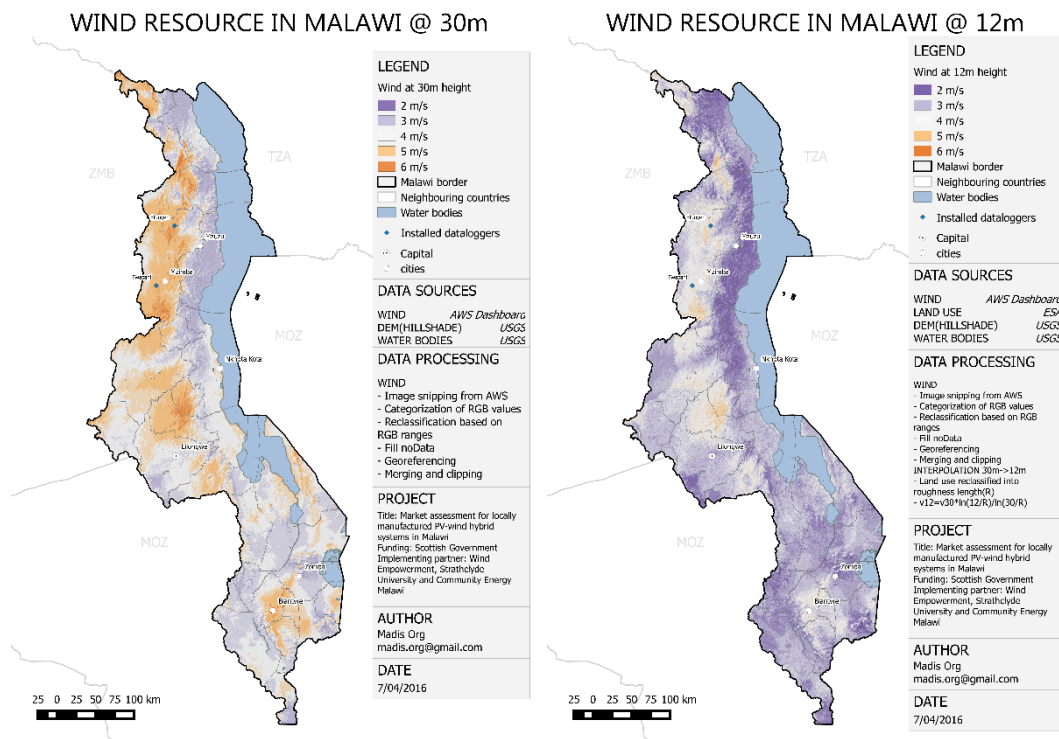 WIND RESOURCE IN MALAWI @ 30m
LEGEND
Wind at 30m height
2 m/s
3 m/s
4 m/s
5 m/s
6 m/s
Malawi border
Neighbouring countries
Water bodies
Installed dataloggers
Capital
cities
DATA SOURCES
WIND AWS Dashboard
DEM(HILLSHADE) USGS
WATER BODIES USGS
DATA PROCESSING
WIND
- Image snipping from AWS
- Categorization of RGB values
- Reclassification based on
RGB ranges
- Fill noData
- Georeferencing
- Merging and clipping
PROJECT
Title: Market assessment for locally
manufactured PV-wind hybrid
systems in Malawi
Funding: Scottish Government
Implementing partner: Wind
Empowerment, Strathclyde
University and Community Energy
Malawi
AUTHOR
Madis Org
madis.org@gmail.com
DATE
7/04/2016
ZMB
TZA
MOZ
MOZ
Mzuzu
Mzimba
Nkhota Kota
Lilongwe
Zomba
Blantyre
25 0 25 50 75 100 km
WIND RESOURCE IN MALAWI @ 12m
LEGEND
Wind at 12m height
2 m/s
3 m/s
4 m/s
5 m/s
6 m/s
Malawi border
Neighbouring countries
Water bodies
Installed dataloggers
Capital
cities
DATA SOURCES
WIND AWS Dashboard
LAND USE ESA
DEM(HILLSHADE) USGS
WATER BODIES USGS
DATA PROCESSING
WIND
- Image snipping from AWS
- Categorization of RGB values
- Reclassification based on RGB
ranges
- Fill noData
- Georeferencing
- Merging and clipping
INTERPOLATION 30m->12m
- Land use reclassified into
roughness length(R)
- v12=v30*ln(12/R)/ln(30/R)
PROJECT
Title: Market assessment for locally
manufactured PV-wind hybrid
systems in Malawi
Funding: Scottish Government
Implementing partner: Wind
Empowerment, Strathclyde
University and Community Energy
Malawi
AUTHOR
Madis Org
madis.org@gmail.com
DATE
7/04/2016
ZMB
TZA
MOZ
MOZ
Mzuzu
Mzimba
Nkhota Kota
Lilongwe
Zomba
Blantyre
25 0 25 50 75 100 km